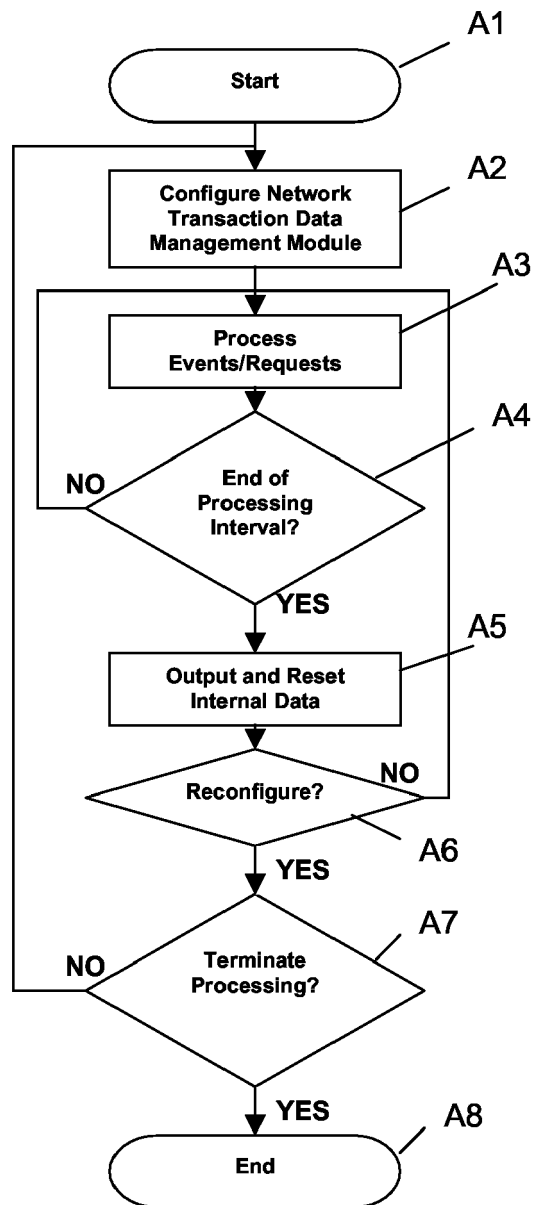 A1
Start
A2
Configure Network
Transaction Data
Management Module
A3
Process
Events/Requests
A4
End of
Processing
Interval?
NO
YES
A5
Output and Reset
Internal Data
NO
Reconfigure?
A6
YES
A7
Terminate
Processing?
NO
YES
A8
End